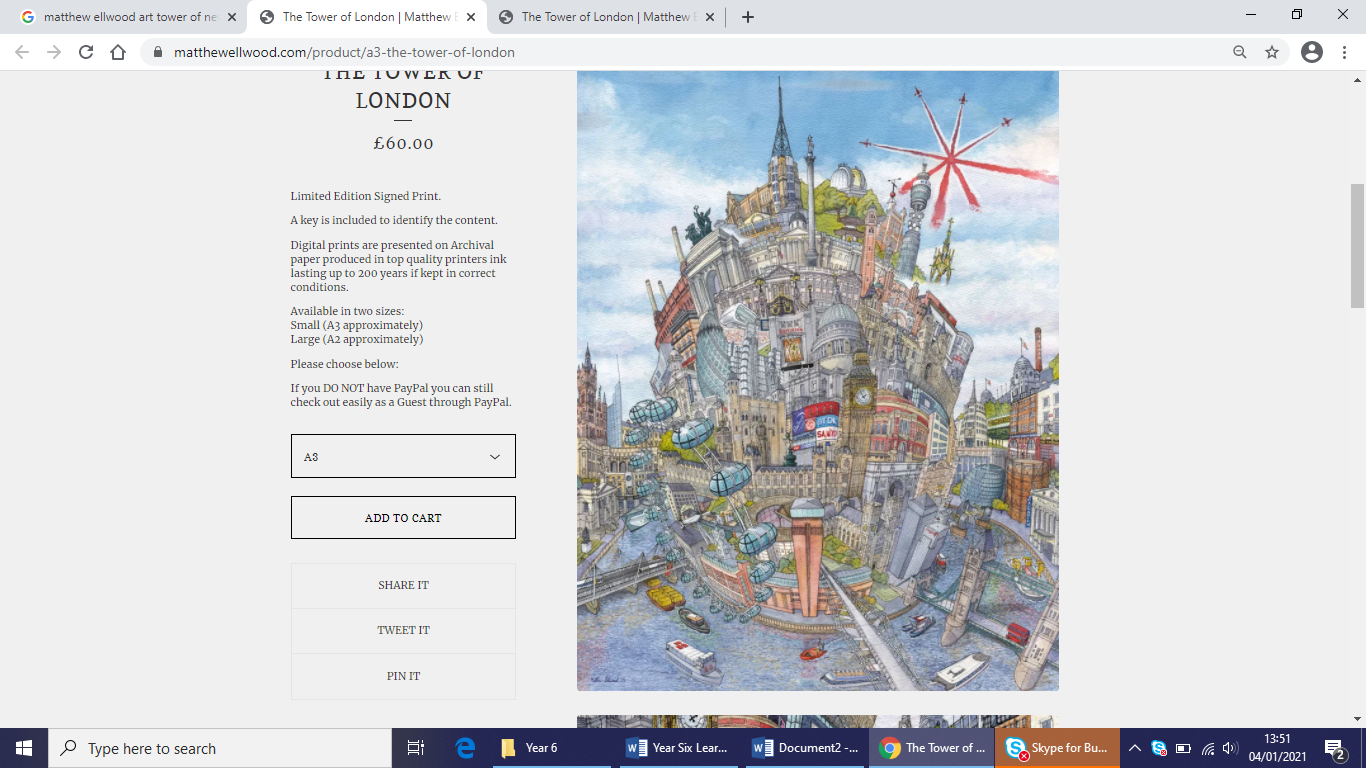 matthew ellwood art tower of ne
The Tower of London | Matthew E
The Tower of London | Matthew E
matthewellwood.com/product/a3-the-tower-of-london
THE TOWER OF
LONDON
£60.00
Limited Edition Signed Print.
A key is included to identify the content.
Digital prints are presented on Archival
paper produced in top quality printers ink
lasting up to 200 years if kept in correct
conditions.
Available in two sizes:
Small (A3 approximately)
Large (A2 approximately)
Please choose below:
If you DO NOT have PayPal you can still
check out easily as a Guest through PayPal.
A3
ADD TO CART
SHARE IT
TWEET IT
PIN IT
TDK
SANYO
Type here to search
Year 6
Year Six Lear...
Document2 -...
The Tower of ...
Skype for Bu...
13:51
04/01/2021
2